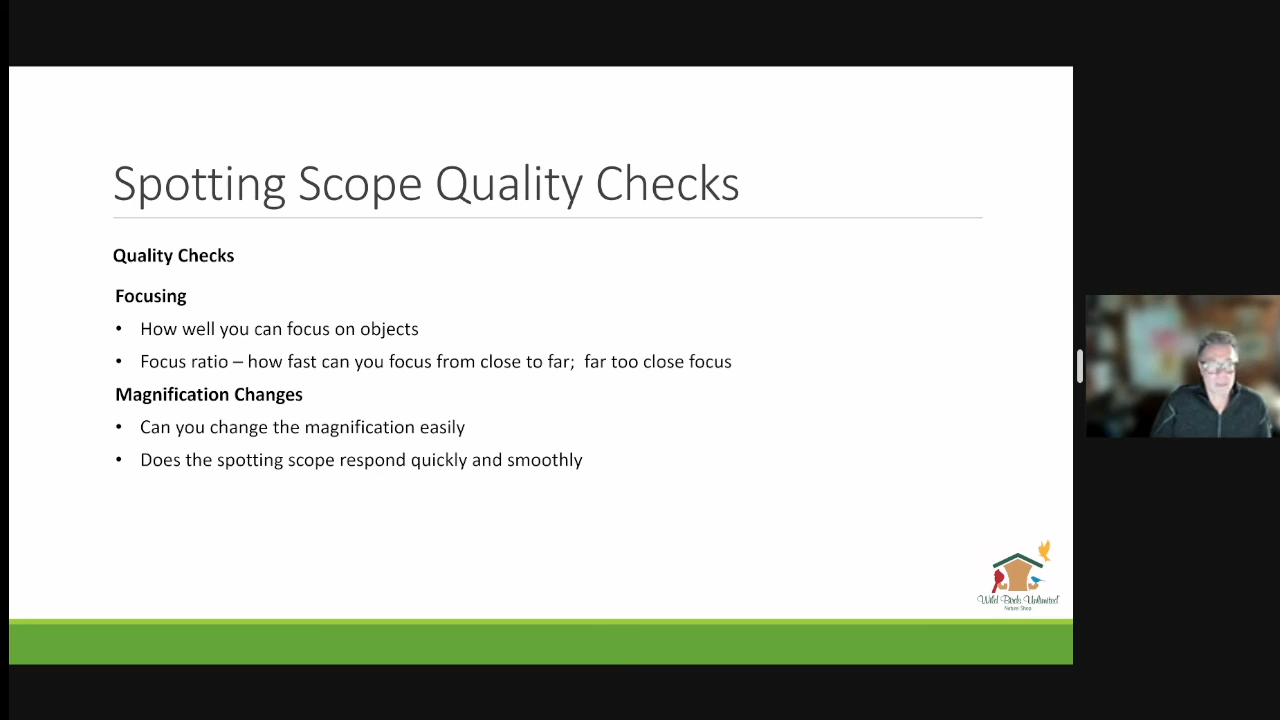 Spotting Scope Quality Checks
Quality Checks
Focusing
• How well you can focus on objects
• Focus ratio – how fast can you focus from close to far;  far too close focus
Magnification Changes
• Can you change the magnification easily
• Does the spotting scope respond quickly and smoothly
Wild Birds Unlimited
Nature Shop